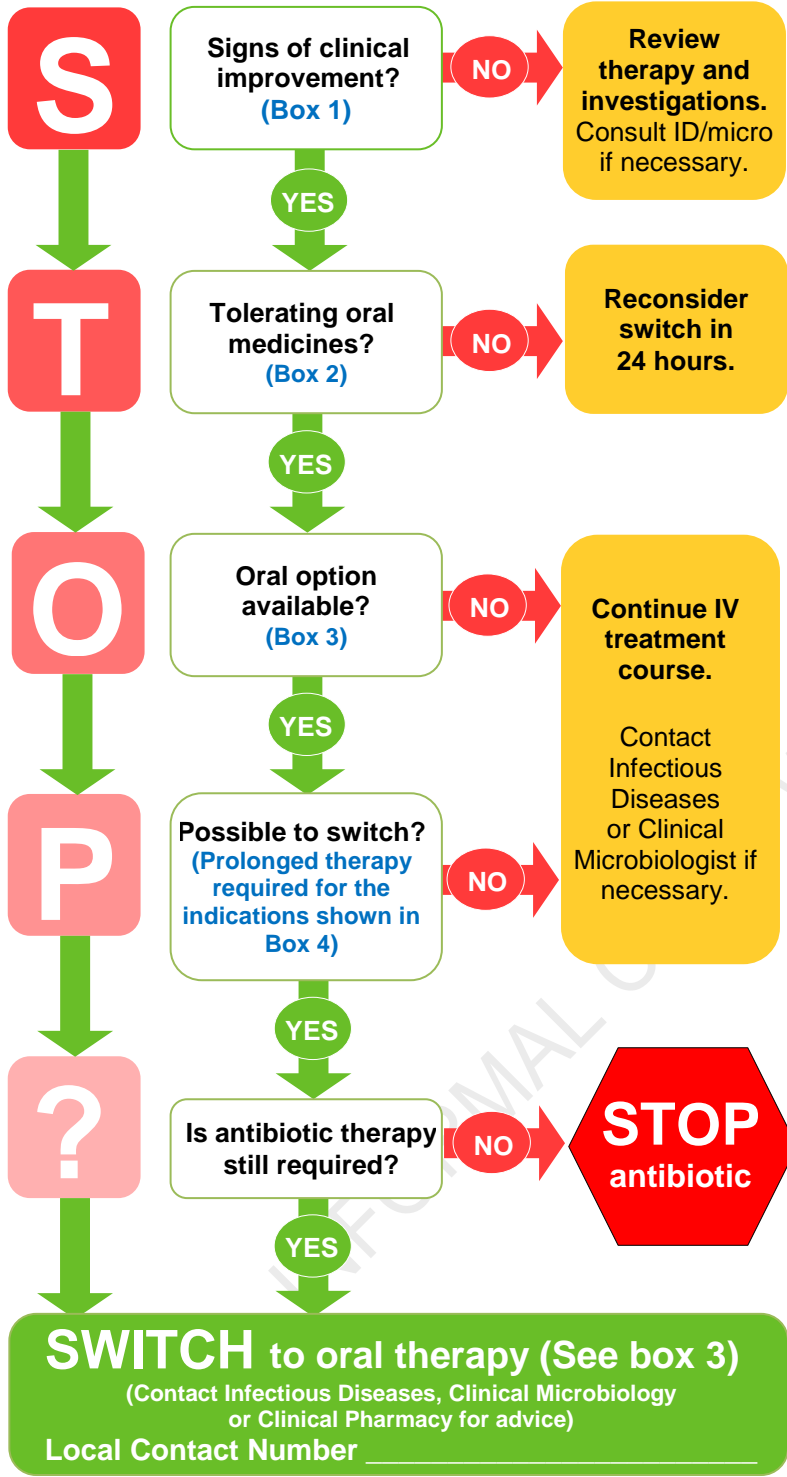 S
Signs of clinical
improvement?
(Box 1)
NO
Review
therapy and
investigations.
Consult ID/micro
if necessary.
YES
T
Tolerating oral
medicines?
(Box 2)
NO
Reconsider
switch in
24 hours.
YES
O
Oral option
available?
(Box 3)
NO
Continue IV
treatment
course.
Contact
Infectious
Diseases
or Clinical
Microbiologist if
necessary.
YES
P
Possible to switch?
(Prolonged therapy
required for the
indications shown in
Box 4)
NO
YES
?
Is antibiotic therapy
still required?
NO
STOP
antibiotic
YES
SWITCH to oral therapy (See box 3)
(Contact Infectious Diseases, Clinical Microbiology
or Clinical Pharmacy for advice)
Local Contact Number __________________________